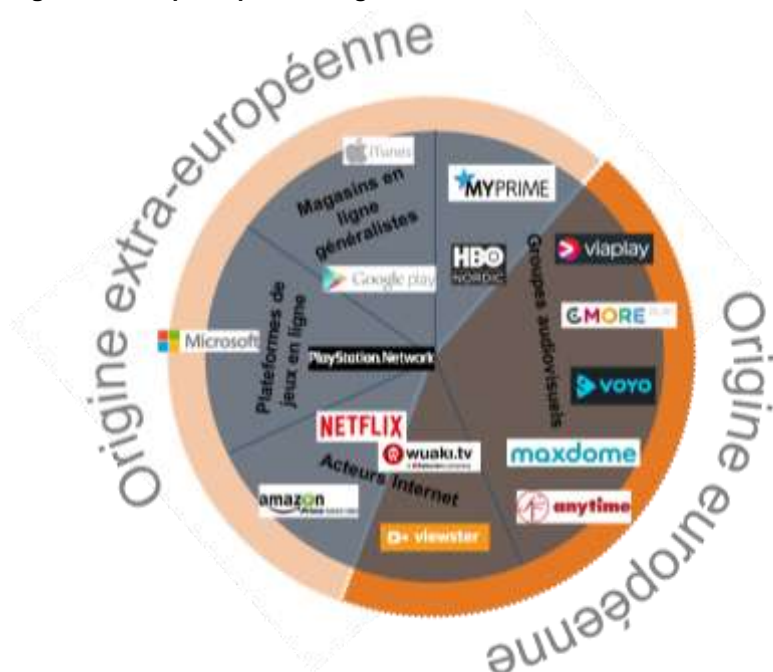 Origine extra-européenne
iTunes
Magasins en
ligne
généralistes
Google play
MYPRIME
HBO
NORDIC
Groupes audiovisuels
viaplay
CMORE
VOYO
maxdome
anytime
Origine européenne
Microsoft
Plateformes de
jeux en ligne
PlayStation.Network
NETFLIX
wuaki.tv
Acteurs Internet
amazon
viewster